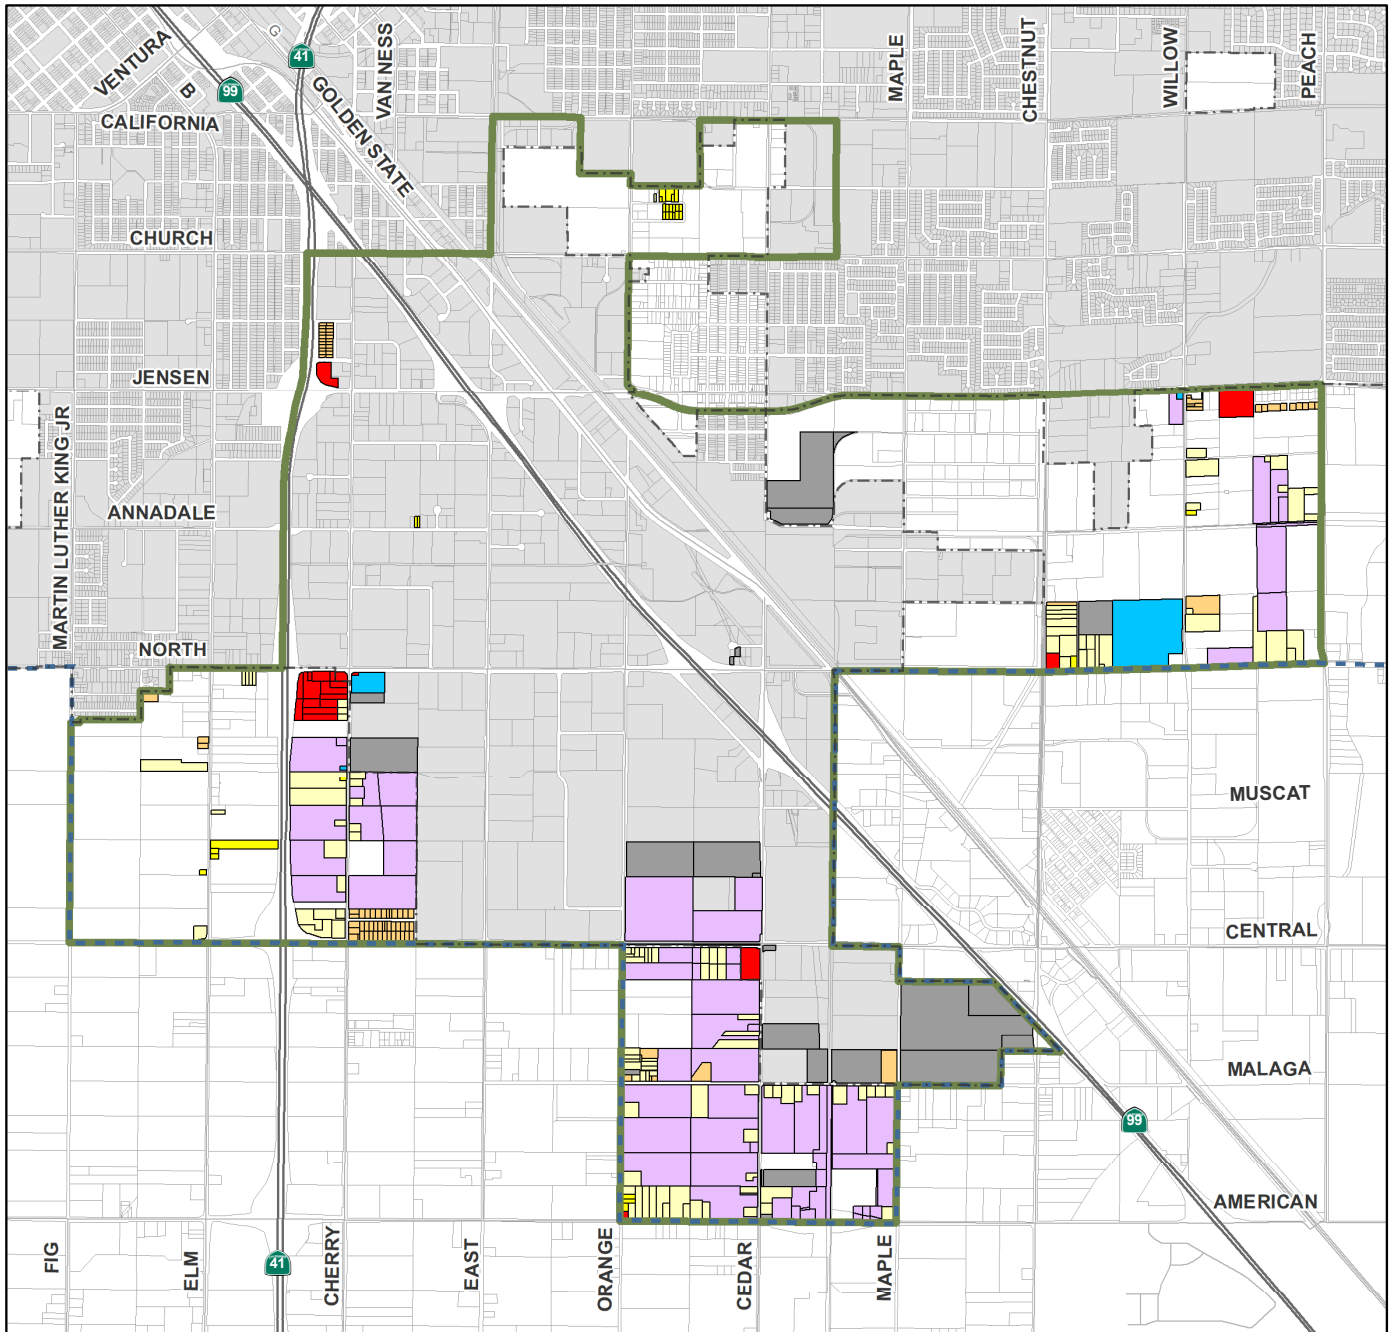 VENTURA
B
G
41
99
CALIFORNIA
GOLDEN STATE
VAN NESS
MAPLE
CHESTNUT
WILLOW
PEACH
CHURCH
JENSEN
MARTIN LUTHER KING JR
ANNADALE
NORTH
MUSCAT
CENTRAL
MALAGA
99
AMERICAN
FIG
ELM
41
CHERRY
EAST
ORANGE
CEDAR
MAPLE